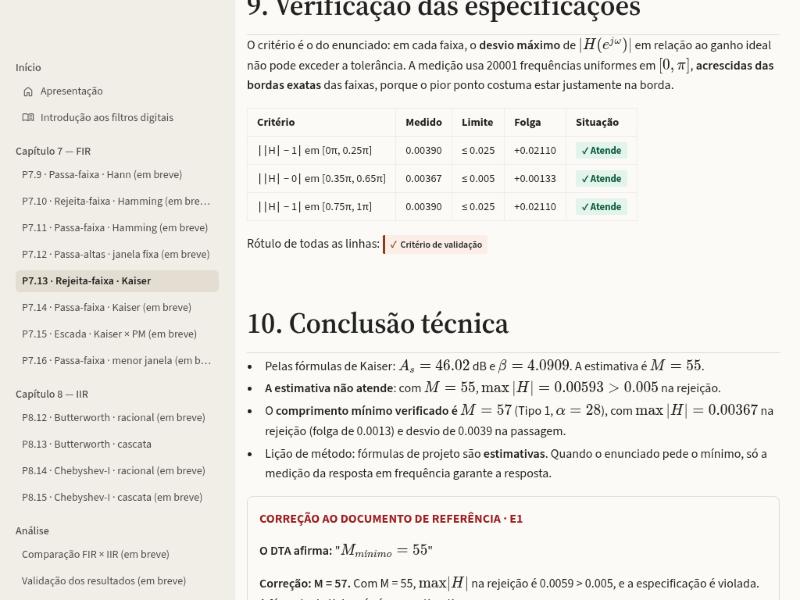 Início
Apresentação
Introdução aos filtros digitais
Capítulo 7 — FIR
P7.9 · Passa-faixa · Hann (em breve)
P7.10 · Rejeita-faixa · Hamming (em bre…
P7.11 · Passa-faixa · Hamming (em breve)
P7.12 · Passa-altas · janela fixa (em breve)
P7.13 · Rejeita-faixa · Kaiser
P7.14 · Passa-faixa · Kaiser (em breve)
P7.15 · Escada · Kaiser × PM (em breve)
P7.16 · Passa-faixa · menor janela (em b…
Capítulo 8 — IIR
P8.12 · Butterworth · racional (em breve)
P8.13 · Butterworth · cascata
P8.14 · Chebyshev-I · racional (em breve)
P8.15 · Chebyshev-I · cascata (em breve)
Análise
Comparação FIR × IIR (em breve)
Validação dos resultados (em breve)
9. Verificação das especificações
O critério é o do enunciado: em cada faixa, o desvio máximo de |H(e^{jω})| em relação ao ganho ideal
não pode exceder a tolerância. A medição usa 20001 frequências uniformes em [0, π], acrescidas das
bordas exatas das faixas, porque o pior ponto costuma estar justamente na borda.
Critério Medido Limite Folga Situação
||H| − 1| em [0π, 0.25π] 0.00390 ≤ 0.025 +0.02110 ✓ Atende
||H| − 0| em [0.35π, 0.65π] 0.00367 ≤ 0.005 +0.00133 ✓ Atende
||H| − 1| em [0.75π, 1π] 0.00390 ≤ 0.025 +0.02110 ✓ Atende
Rótulo de todas as linhas: ✓ Critério de validação
10. Conclusão técnica
• Pelas fórmulas de Kaiser: A_s = 46.02 dB e β = 4.0909. A estimativa é M = 55.
• A estimativa não atende: com M = 55, max |H| = 0.00593 > 0.005 na rejeição.
• O comprimento mínimo verificado é M = 57 (Tipo 1, α = 28), com max |H| = 0.00367 na
rejeição (folga de 0.0013) e desvio de 0.0039 na passagem.
• Lição de método: fórmulas de projeto são estimativas. Quando o enunciado pede o mínimo, só a
medição da resposta em frequência garante a resposta.
CORREÇÃO AO DOCUMENTO DE REFERÊNCIA · E1
O DTA afirma: "M_{mínimo} = 55"
Correção: M = 57. Com M = 55, max|H| na rejeição é 0.0059 > 0.005, e a especificação é violada.